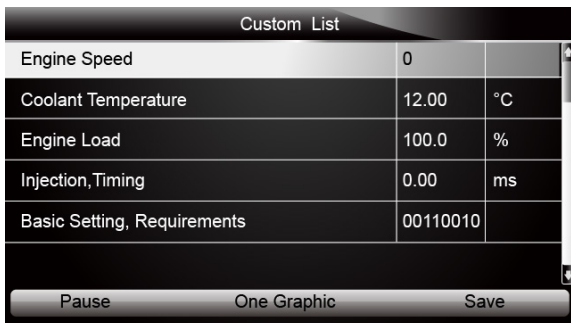 Custom List
Engine Speed 0
Coolant Temperature 12.00 °C
Engine Load 100.0 %
Injection,Timing 0.00 ms
Basic Setting, Requirements 00110010
Pause One Graphic Save